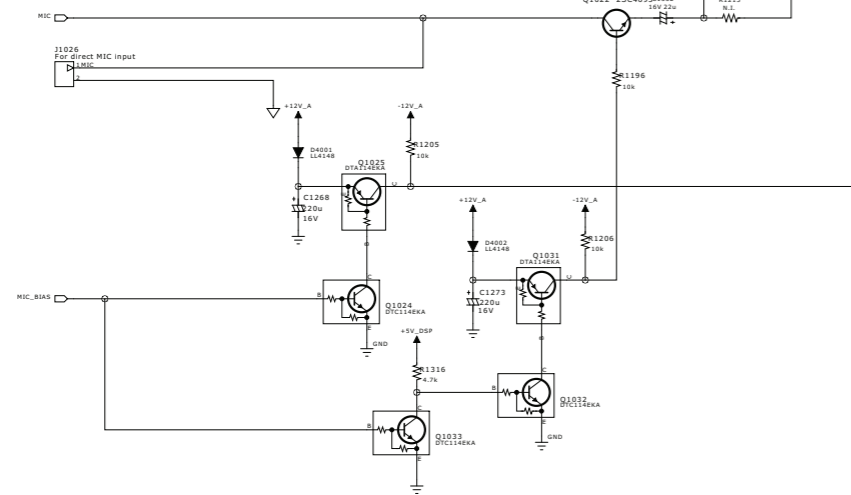 16V 22u
N.I.
MIC
J1026
For direct MIC input
1MIC
2
R1196
10k
+12V_A
-12V_A
D4001
LL4148
R1205
10k
Q1025
DTA114EKA
C
E
+
C1268
220u
16V
B
+12V_A
-12V_A
D4002
LL4148
R1206
10k
Q1031
DTA114EKA
C
E
+
C1273
220u
16V
B
MIC_BIAS
B
C
Q1024
DTC114EKA
E
GND
+5V_DSP
R1316
4.7k
B
C
Q1032
DTC114EKA
E
GND
B
C
Q1033
DTC114EKA
E